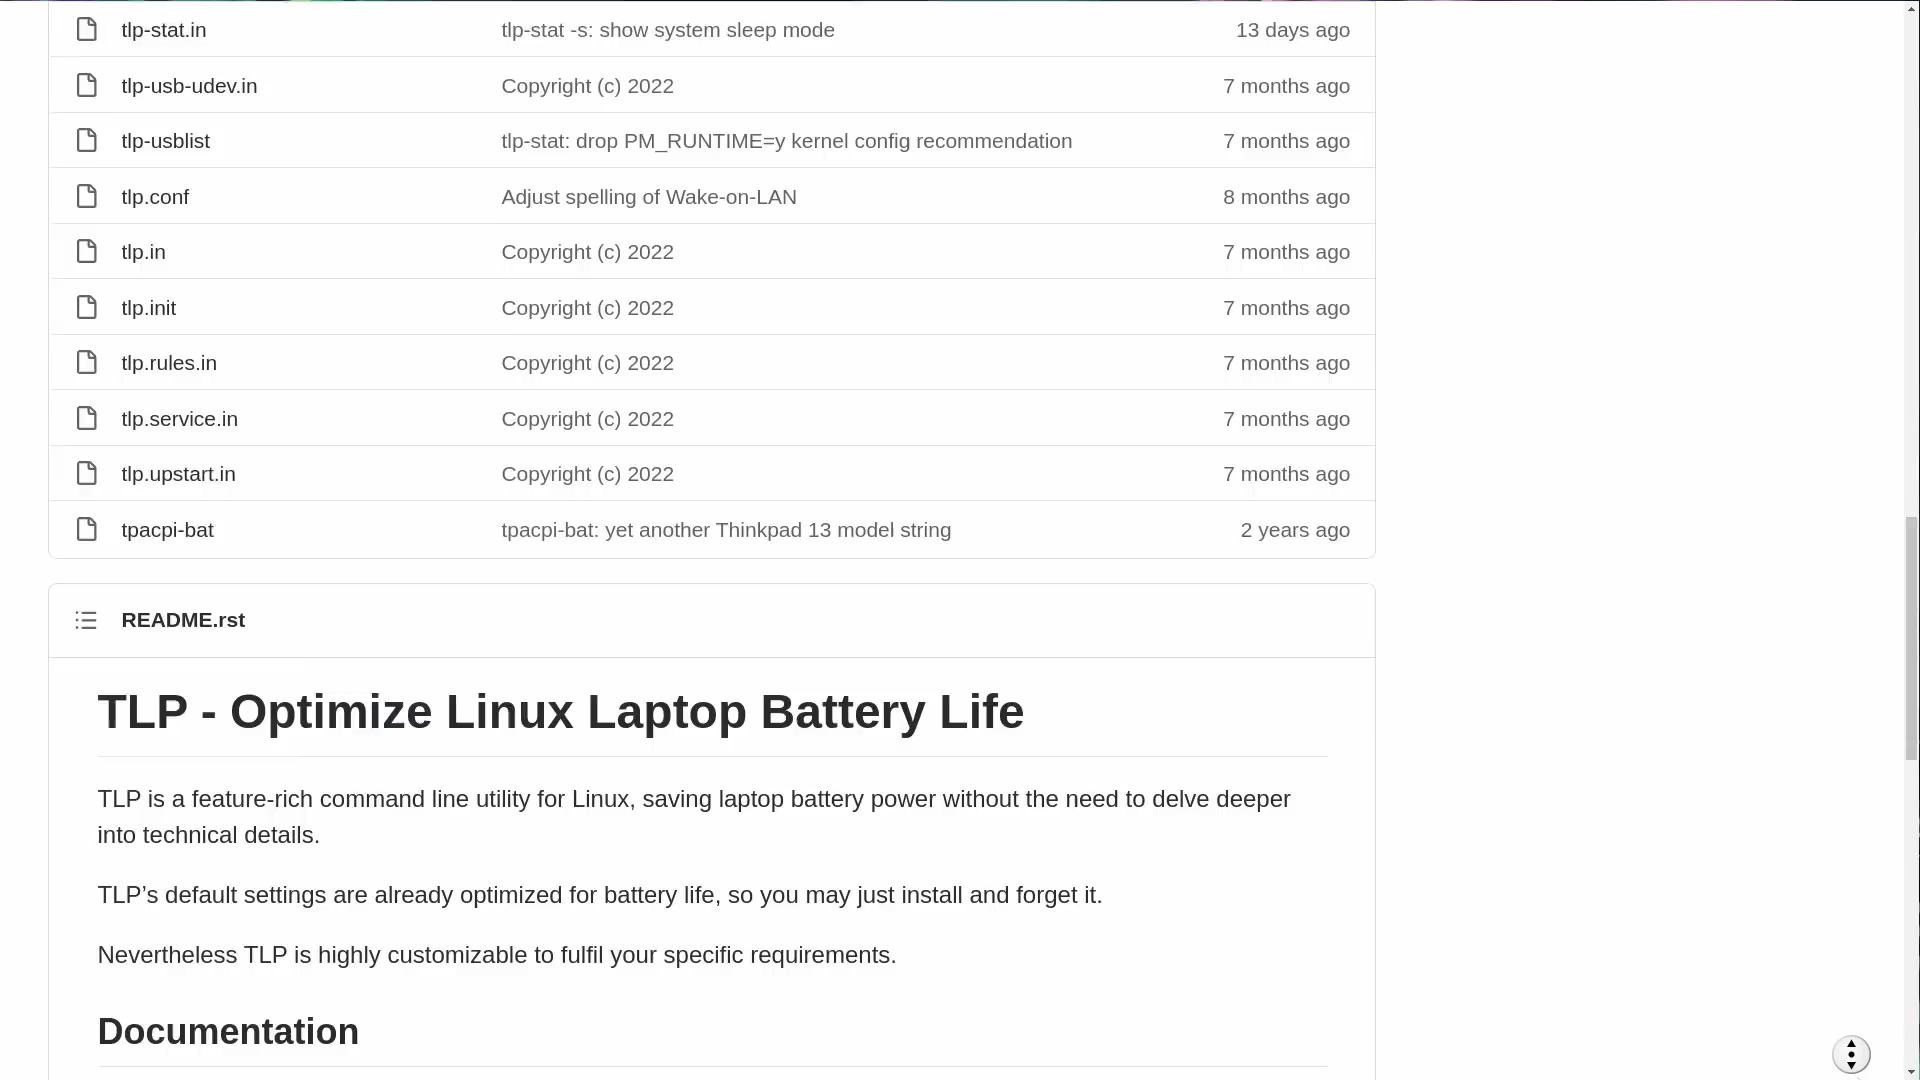 tlp-stat.in tlp-stat -s: show system sleep mode 13 days ago
tlp-usb-udev.in Copyright (c) 2022 7 months ago
tlp-usblist tlp-stat: drop PM_RUNTIME=y kernel config recommendation 7 months ago
tlp.conf Adjust spelling of Wake-on-LAN 8 months ago
tlp.in Copyright (c) 2022 7 months ago
tlp.init Copyright (c) 2022 7 months ago
tlp.rules.in Copyright (c) 2022 7 months ago
tlp.service.in Copyright (c) 2022 7 months ago
tlp.upstart.in Copyright (c) 2022 7 months ago
tpacpi-bat tpacpi-bat: yet another Thinkpad 13 model string 2 years ago
README.rst
TLP - Optimize Linux Laptop Battery Life
TLP is a feature-rich command line utility for Linux, saving laptop battery power without the need to delve deeper
into technical details.
TLP’s default settings are already optimized for battery life, so you may just install and forget it.
Nevertheless TLP is highly customizable to fulfil your specific requirements.
Documentation